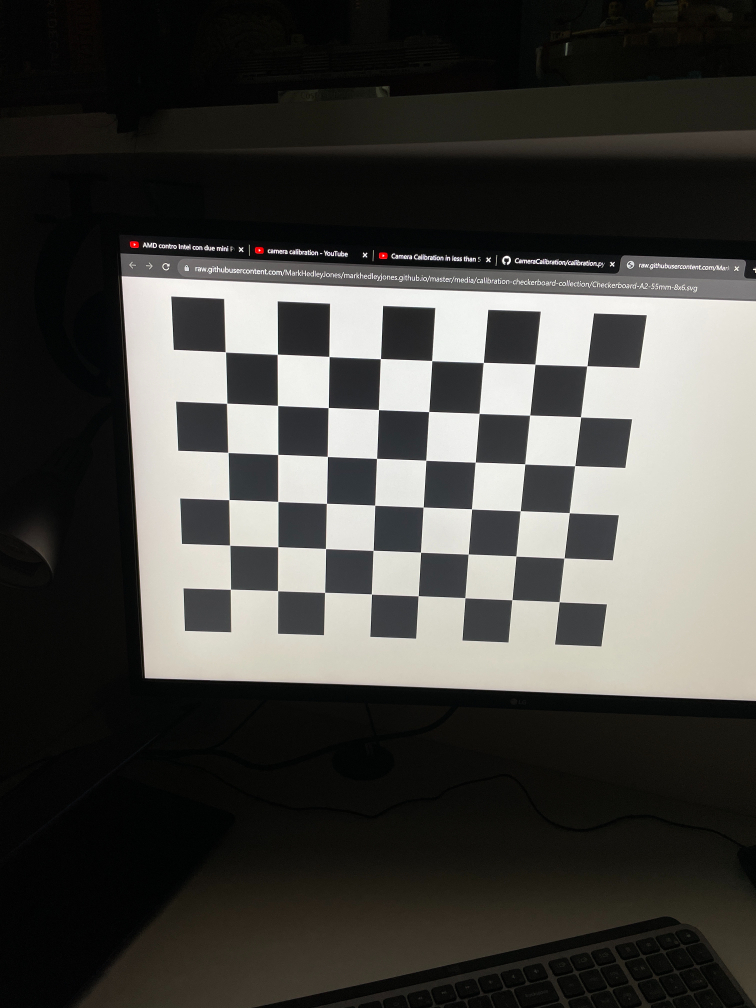 AMD contro Intel con due mini P
camera calibration - YouTube
Camera Calibration in less than 5
CameraCalibration/calibration.py
raw.githubusercontent.com/Mark
raw.githubusercontent.com/MarkHedleyJones/markhedleyjones.github.io/master/media/calibration-checkerboard-collection/Checkerboard-A2-55mm-8x6.svg
LG